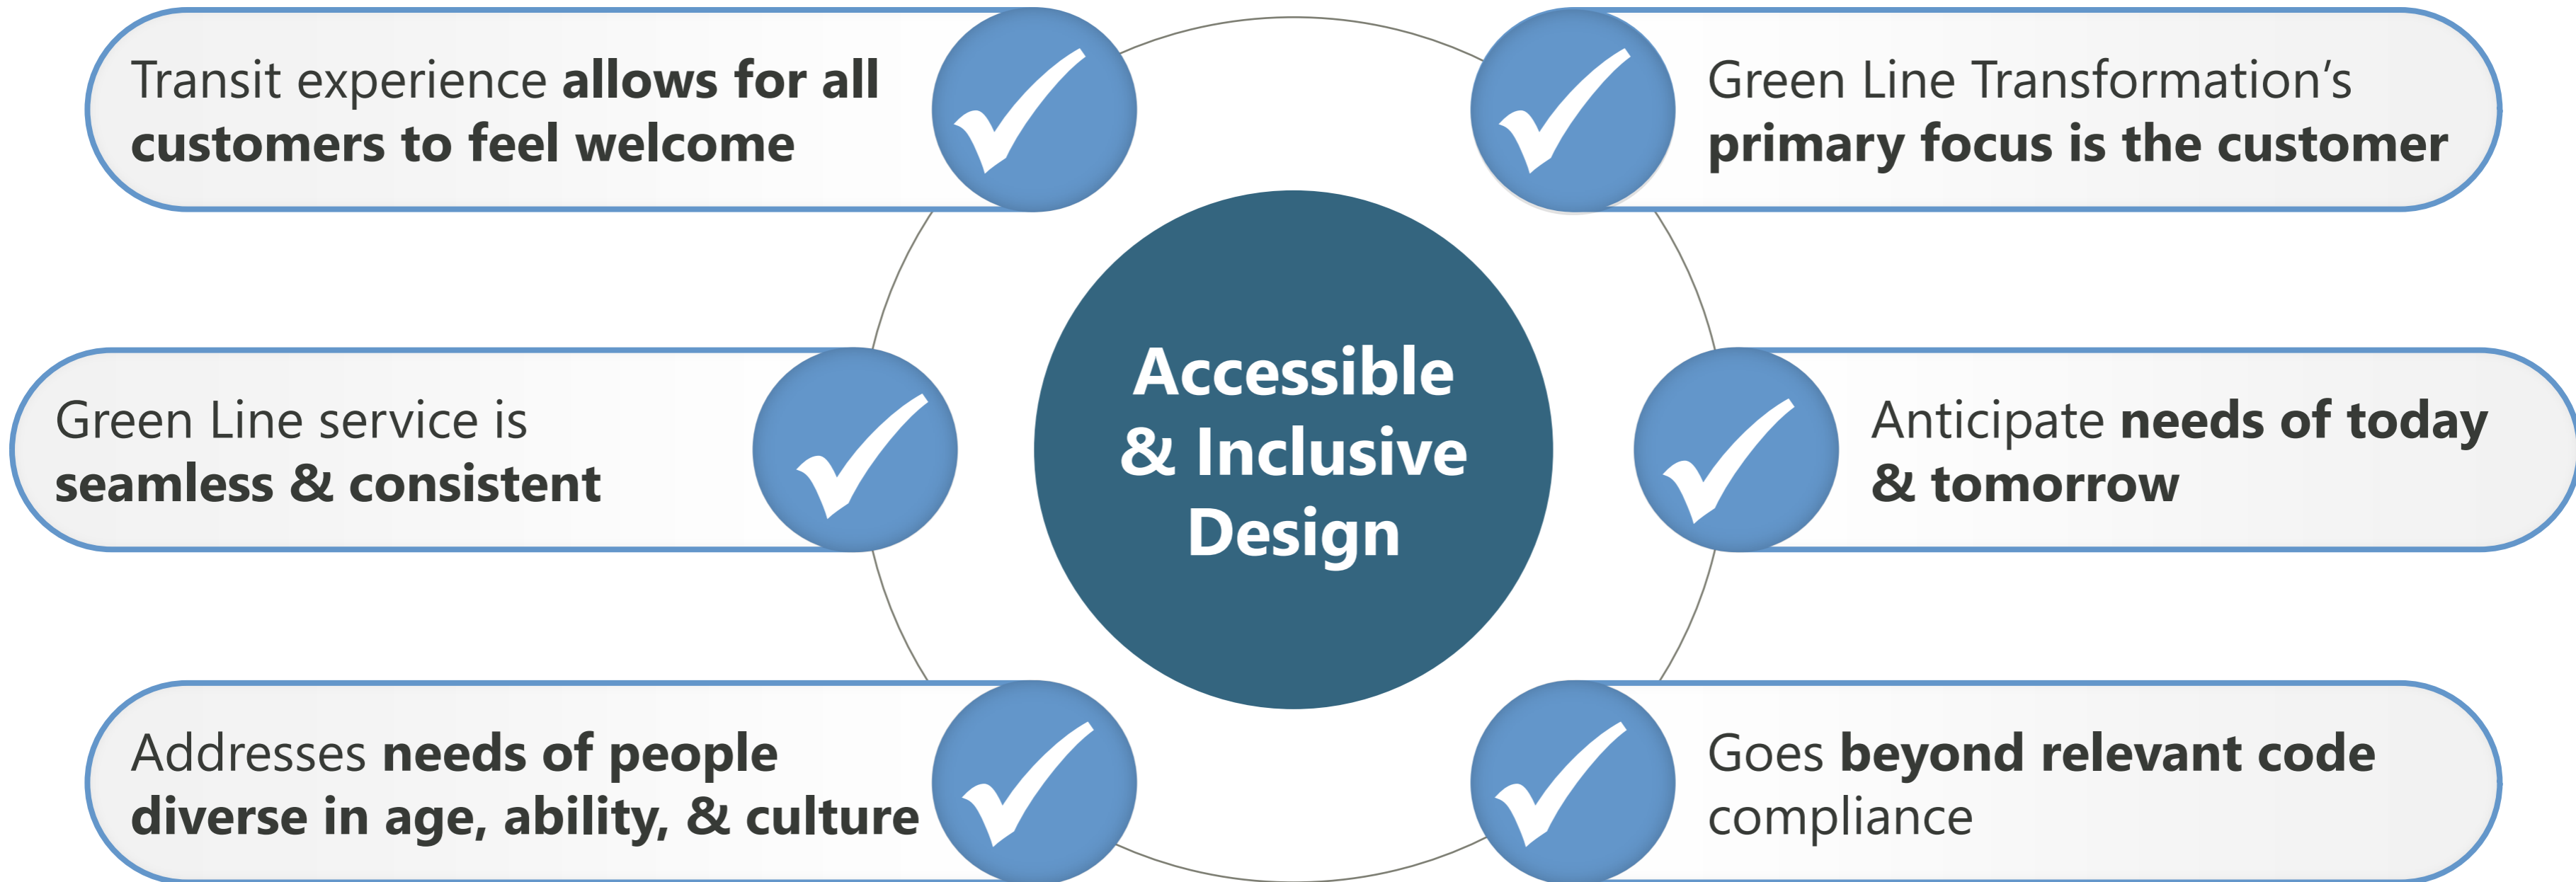 Transit experience allows for all
customers to feel welcome
Green Line Transformation’s
primary focus is the customer
Green Line service is
seamless & consistent
Accessible
& Inclusive
Design
Anticipate needs of today
& tomorrow
Addresses needs of people
diverse in age, ability, & culture
Goes beyond relevant code
compliance